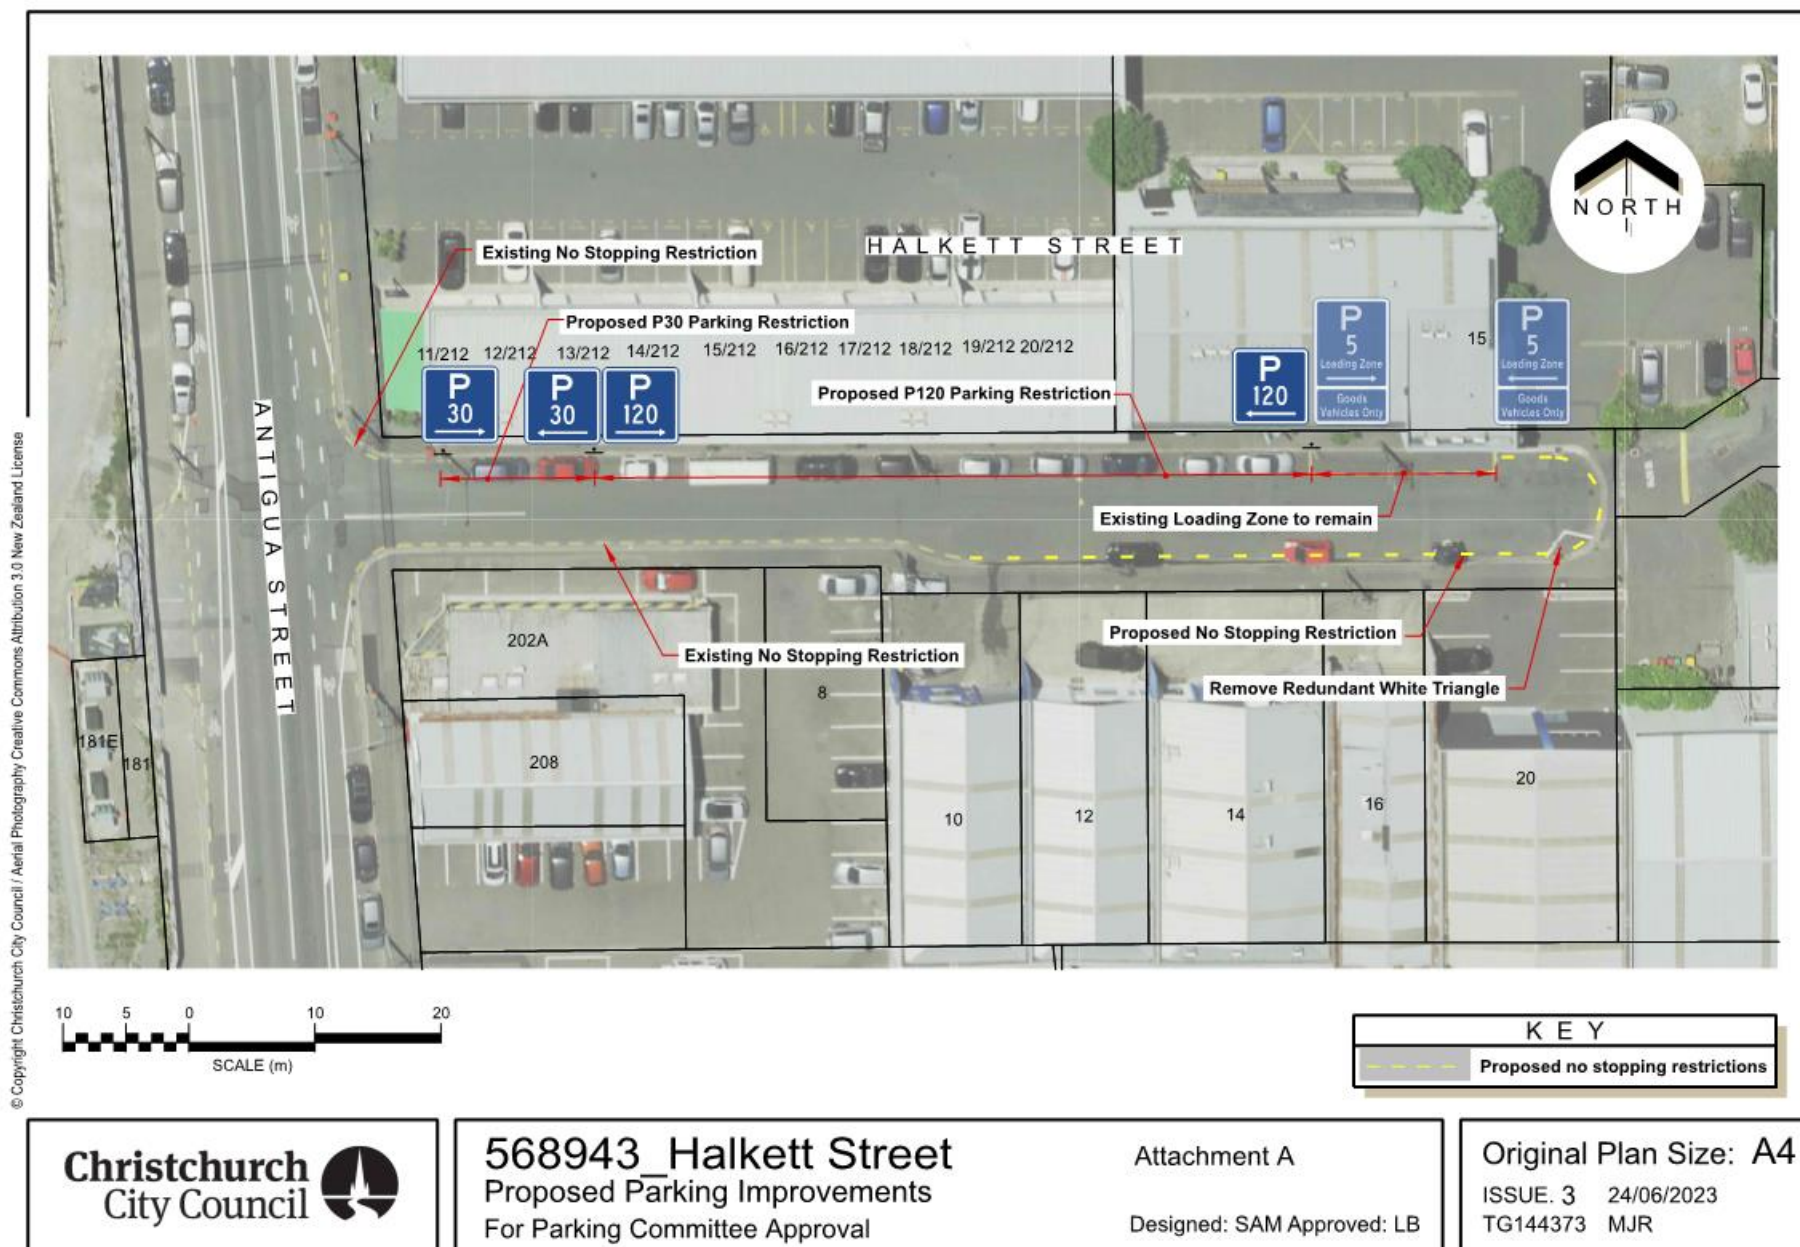 NORTH
HALKETT STREET
Existing No Stopping Restriction
Proposed P30 Parking Restriction
11/212 12/212 13/212 14/212 15/212 16/212 17/212 18/212 19/212 20/212
15
P
30
P
30
P
120
P
120
P
5
Loading Zone
Goods
Vehicles Only
P
5
Loading Zone
Goods
Vehicles Only
Proposed P120 Parking Restriction
ANTIGUA STREET
Existing Loading Zone to remain
Existing No Stopping Restriction
Proposed No Stopping Restriction
Remove Redundant White Triangle
202A
208
8
10
12
14
16
20
181E
181
© Copyright Christchurch City Council / Aerial Photography Creative Commons Attribution 3.0 New Zealand License
10 5 0 10 20
SCALE (m)
KEY
Proposed no stopping restrictions
Christchurch
City Council
568943_Halkett Street
Proposed Parking Improvements
For Parking Committee Approval
Attachment A
Designed: SAM Approved: LB
Original Plan Size: A4
ISSUE. 3 24/06/2023
TG144373 MJR